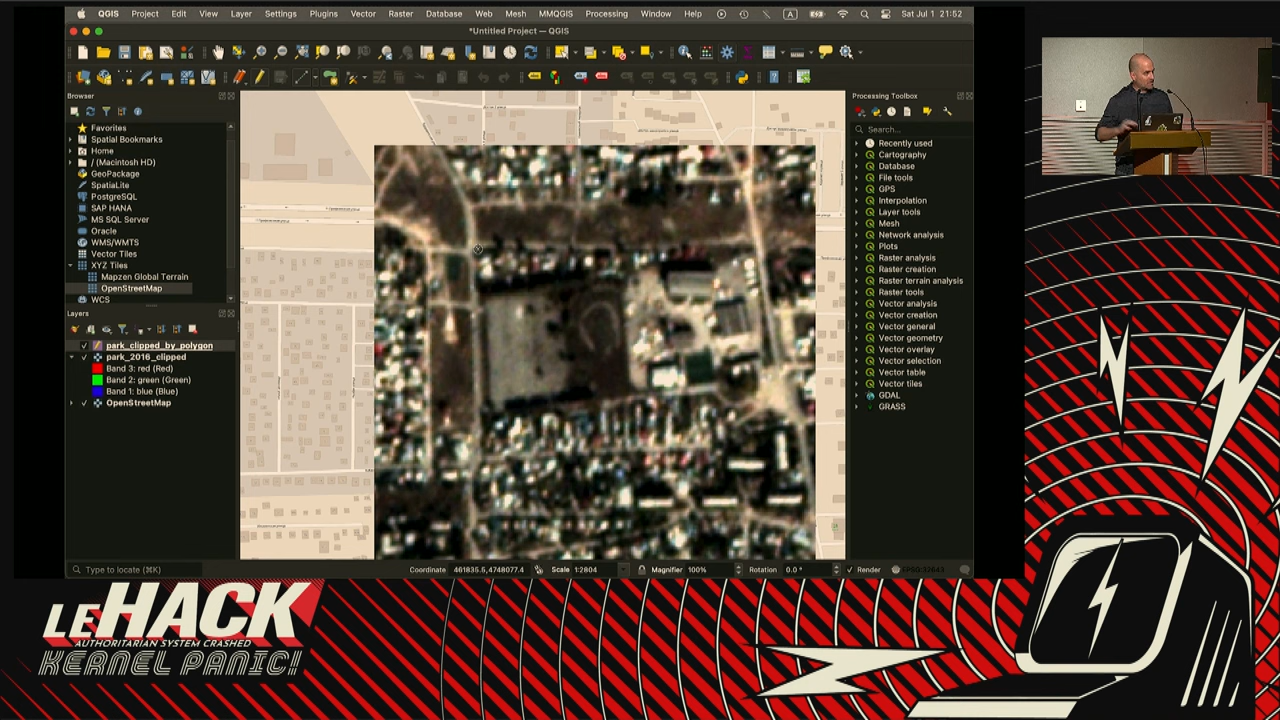 QGIS Project Edit View Layer Settings Plugins Vector Raster Database Web Mesh MMQGIS Processing Window Help A Sat Jul 1 21:52
*Untitled Project — QGIS
Browser
Favorites
Spatial Bookmarks
Home
/ (Macintosh HD)
GeoPackage
SpatiaLite
PostgreSQL
SAP HANA
MS SQL Server
Oracle
WMS/WMTS
Vector Tiles
XYZ Tiles
Mapzen Global Terrain
OpenStreetMap
WCS
Layers
park_clipped_by_polygon
park_2016_clipped
Band 3: red (Red)
Band 2: green (Green)
Band 1: blue (Blue)
OpenStreetMap
Processing Toolbox
Search...
Recently used
Cartography
Database
File tools
GPS
Interpolation
Layer tools
Mesh
Network analysis
Plots
Raster analysis
Raster creation
Raster terrain analysis
Raster tools
Vector analysis
Vector creation
Vector general
Vector geometry
Vector overlay
Vector selection
Vector table
Vector tiles
GDAL
GRASS
Type to locate (⌘K)
Coordinate 461835.5,4748077.4 Scale 1:2804 Magnifier 100% Rotation 0.0 ° Render
LEHACK
AUTHORITARIAN SYSTEM CRASHED
KERNEL PANIC!